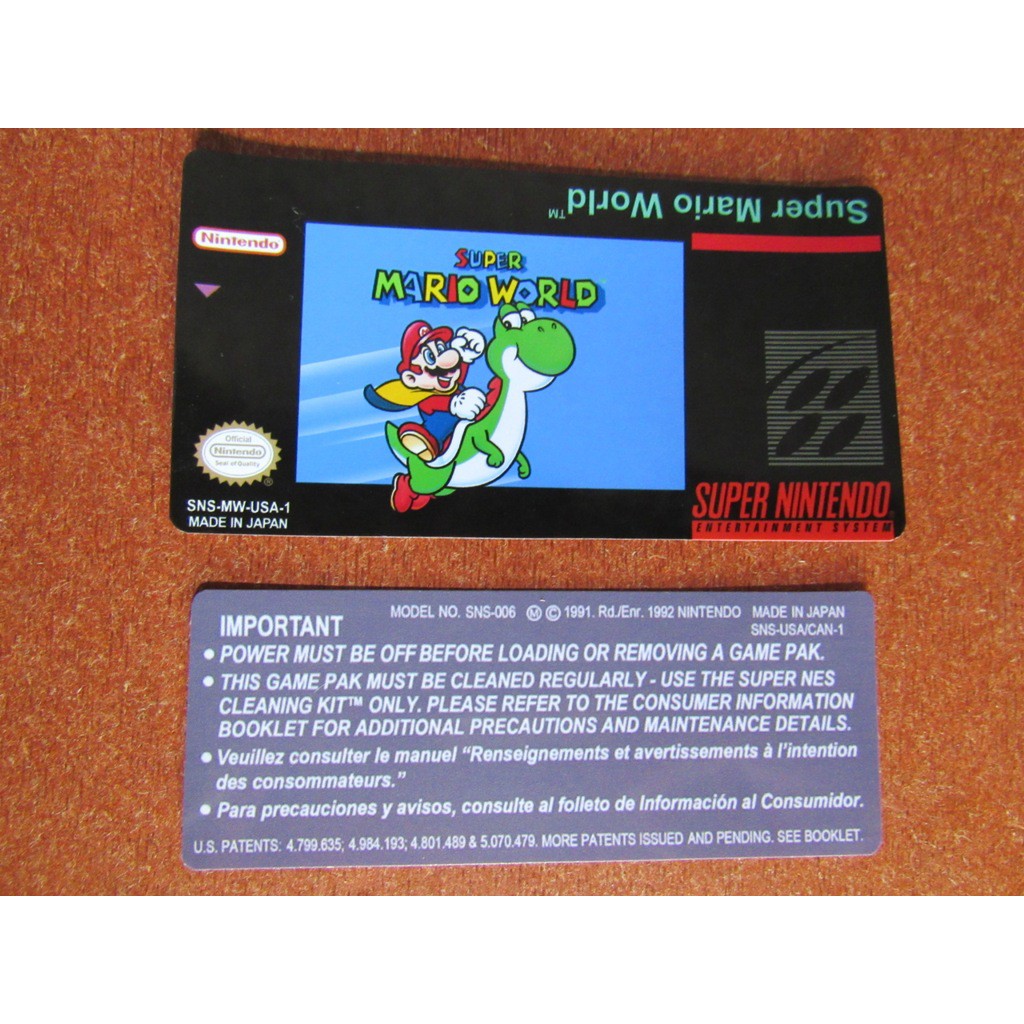 Super Mario World™
Nintendo
SUPER
MARIO WORLD
Official
Nintendo
Seal of Quality
®
SNS-MW-USA-1
MADE IN JAPAN
SUPER NINTENDO
ENTERTAINMENT SYSTEM
MODEL NO. SNS-006 Ⓜ © 1991. Rd./Enr. 1992 NINTENDO MADE IN JAPAN
SNS-USA/CAN-1
IMPORTANT
• POWER MUST BE OFF BEFORE LOADING OR REMOVING A GAME PAK.
• THIS GAME PAK MUST BE CLEANED REGULARLY - USE THE SUPER NES
CLEANING KIT™ ONLY. PLEASE REFER TO THE CONSUMER INFORMATION
BOOKLET FOR ADDITIONAL PRECAUTIONS AND MAINTENANCE DETAILS.
• Veuillez consulter le manuel “Renseignements et avertissements à l’intention
des consommateurs.”
• Para precauciones y avisos, consulte al folleto de Información al Consumidor.
U.S. PATENTS: 4.799.635; 4.984.193; 4.801.489 & 5.070.479. MORE PATENTS ISSUED AND PENDING. SEE BOOKLET.